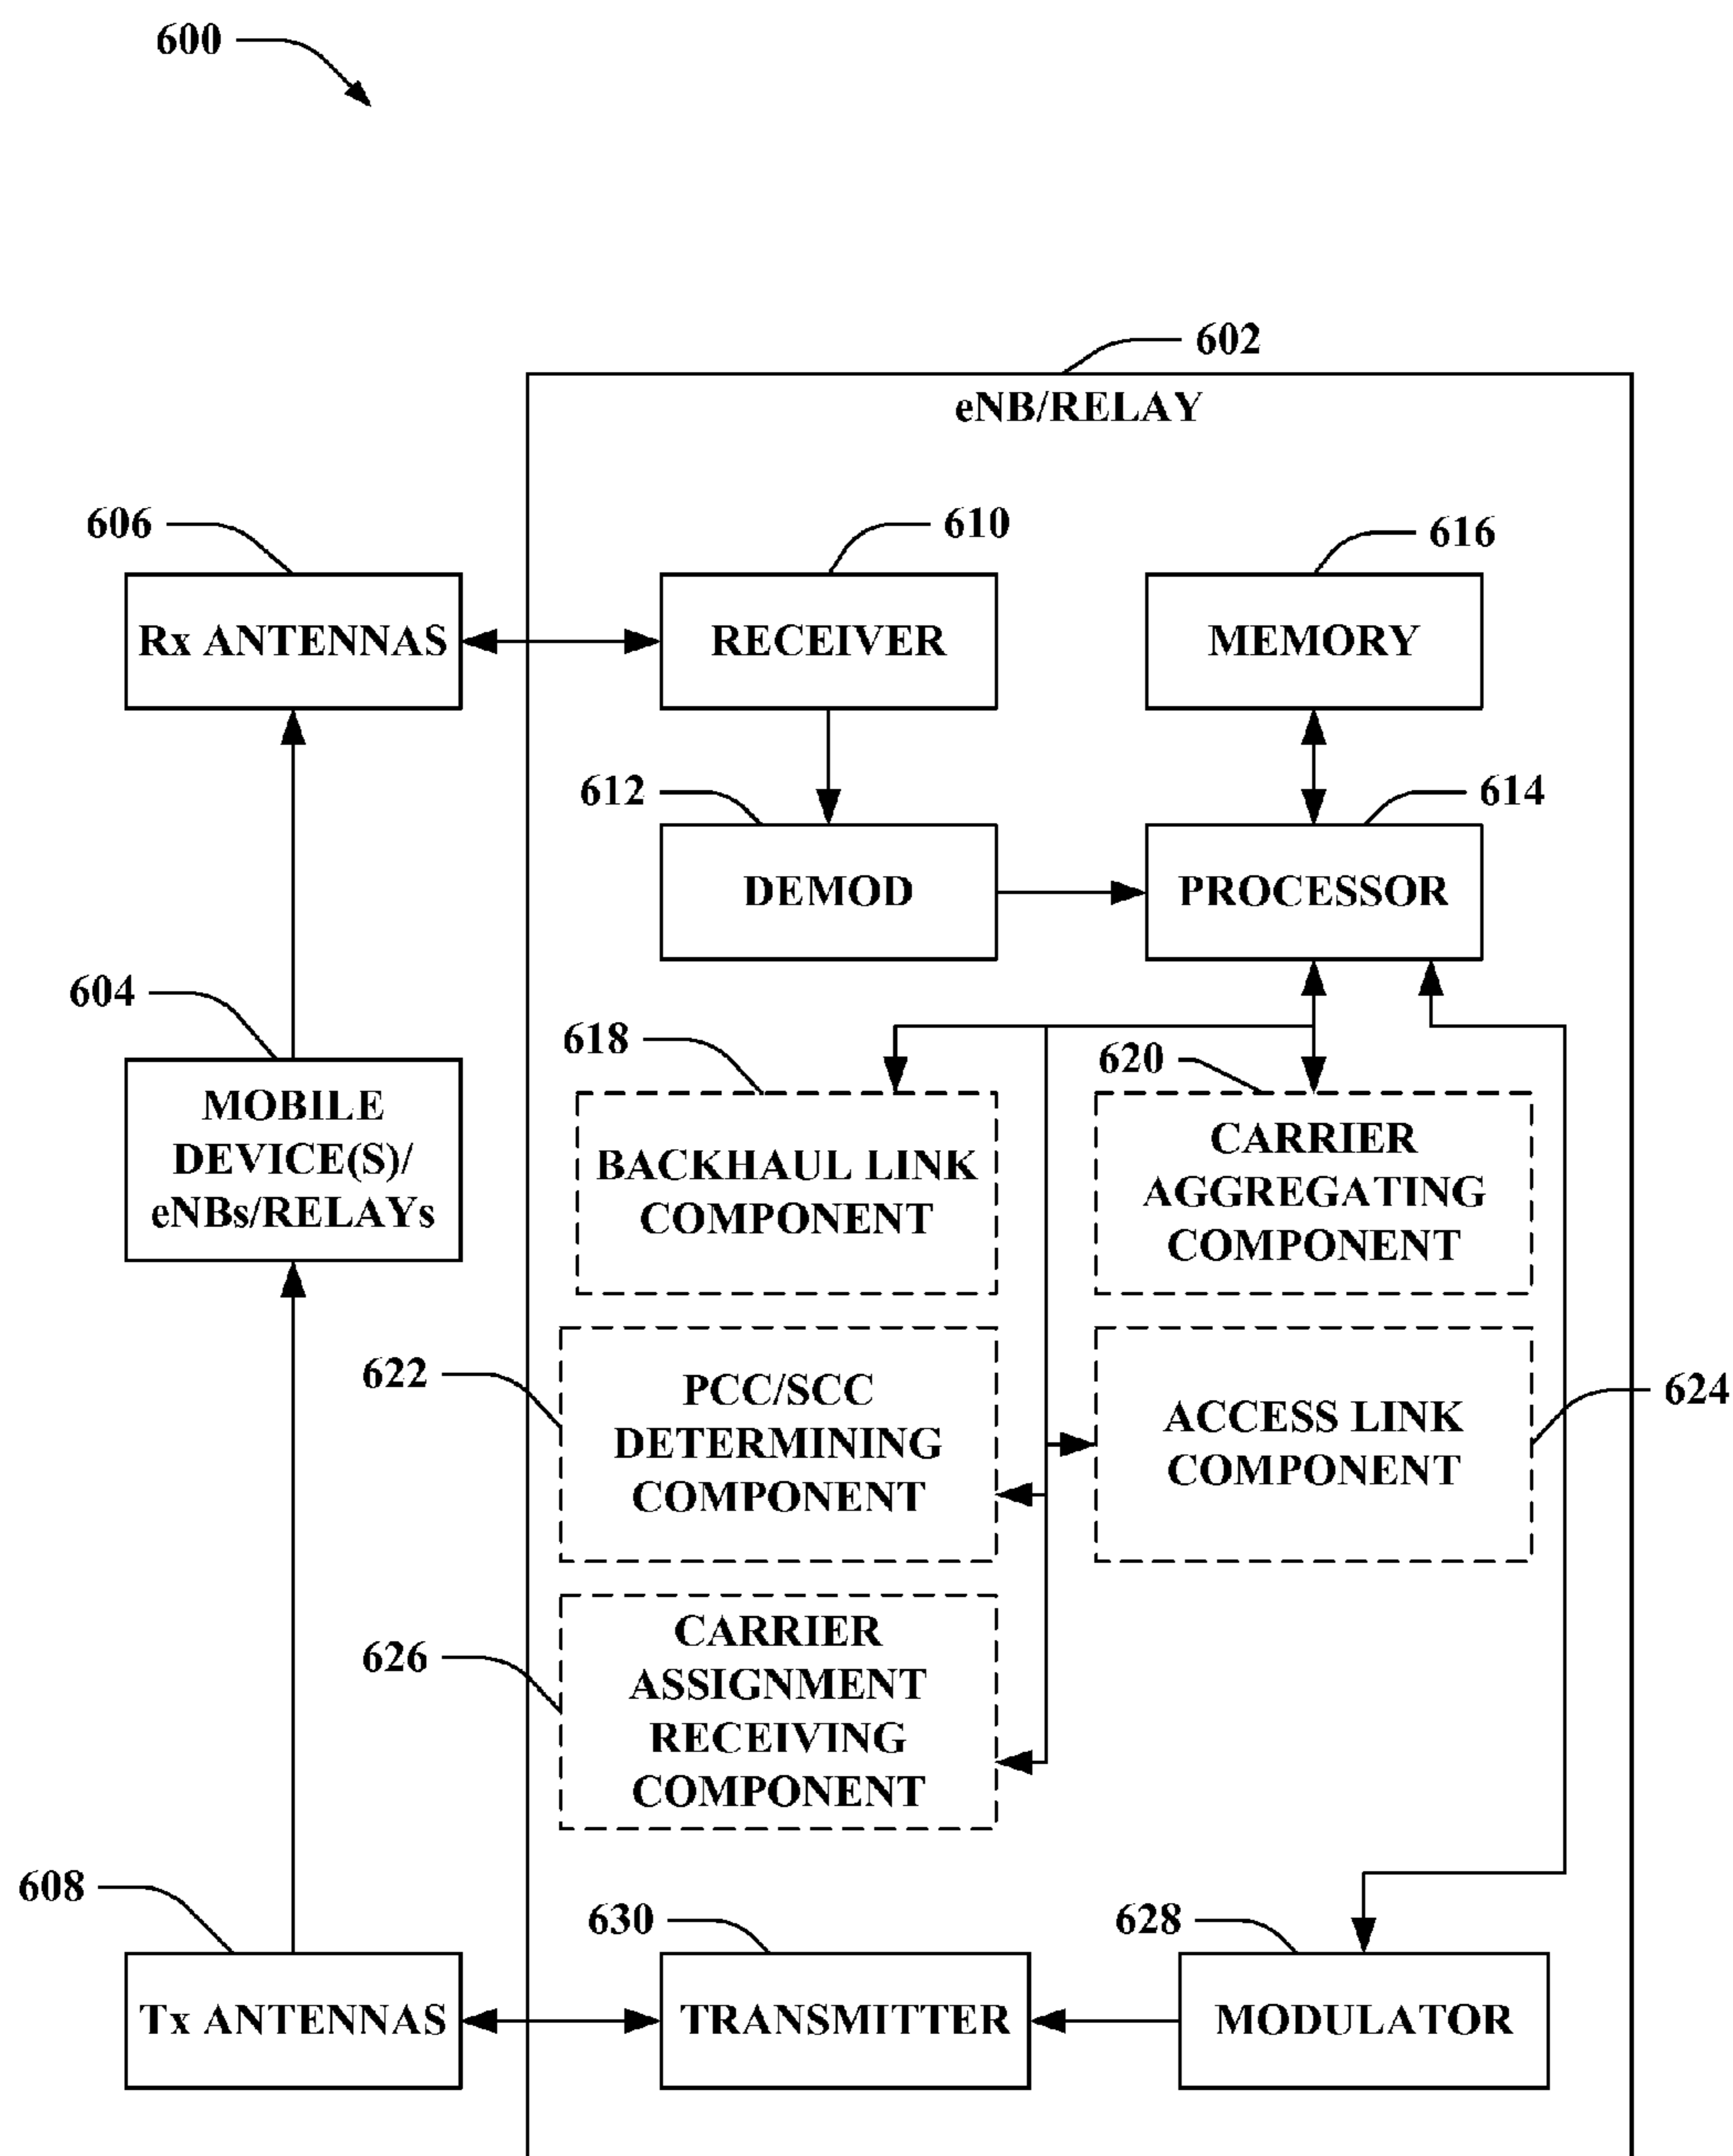 600
602
eNB/RELAY
606
610
616
Rx ANTENNAS
RECEIVER
MEMORY
612
614
DEMOD
PROCESSOR
604
618
620
MOBILE
DEVICE(S)/
eNBs/RELAYs
BACKHAUL LINK
COMPONENT
CARRIER
AGGREGATING
COMPONENT
622
PCC/SCC
DETERMINING
COMPONENT
ACCESS LINK
COMPONENT
624
626
CARRIER
ASSIGNMENT
RECEIVING
COMPONENT
608
630
628
Tx ANTENNAS
TRANSMITTER
MODULATOR